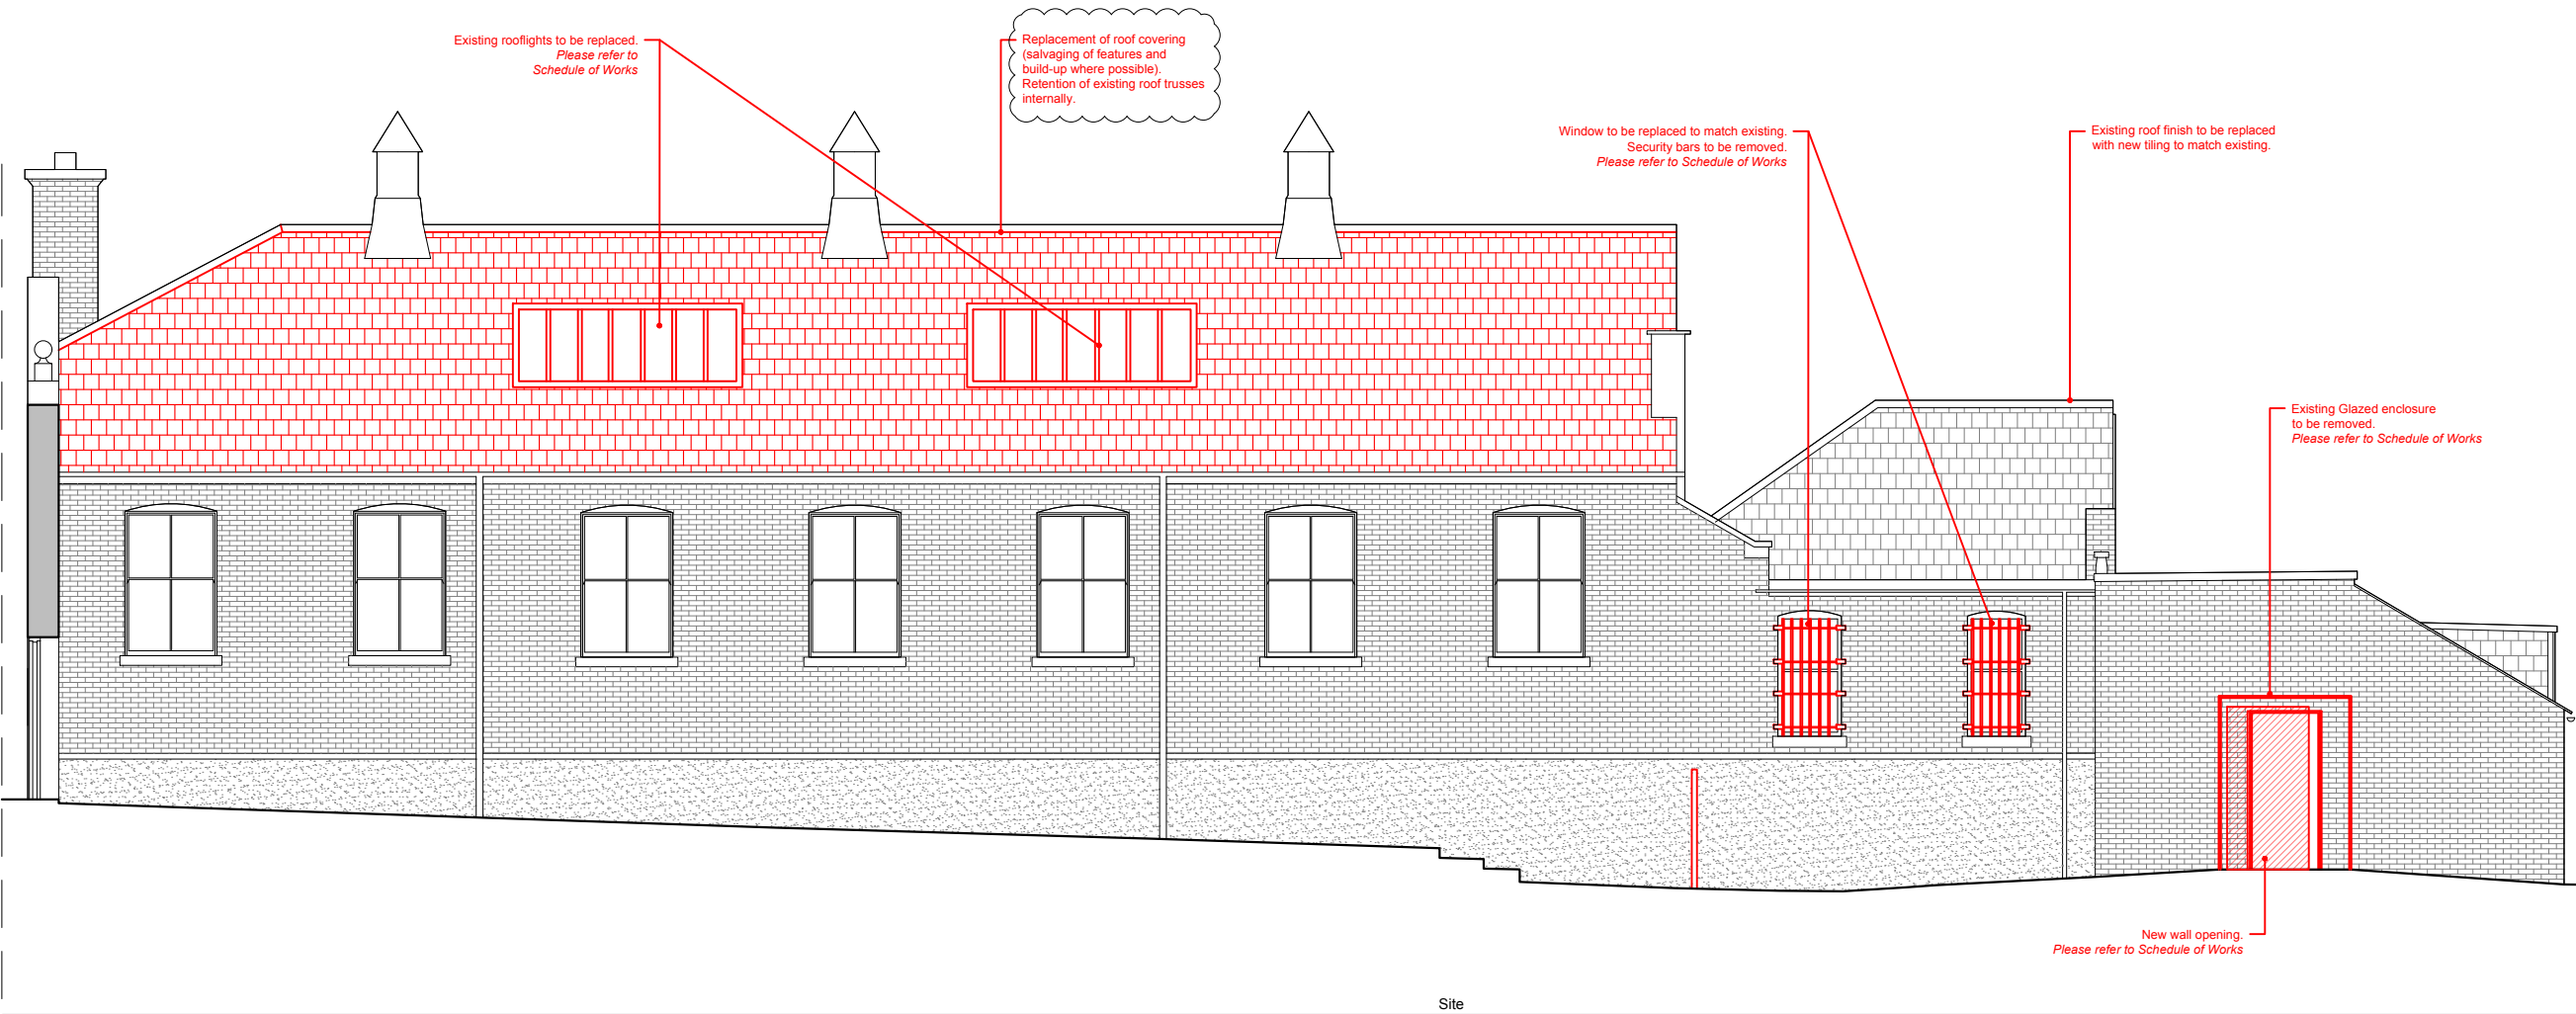 Existing rooflights to be replaced.
Please refer to
Schedule of Works
Replacement of roof covering
(salvaging of features and
build-up where possible).
Retention of existing roof trusses
internally.
Window to be replaced to match existing.
Security bars to be removed.
Please refer to Schedule of Works
Existing roof finish to be replaced
with new tiling to match existing.
Existing Glazed enclosure
to be removed.
Please refer to Schedule of Works
New wall opening.
Please refer to Schedule of Works
Site